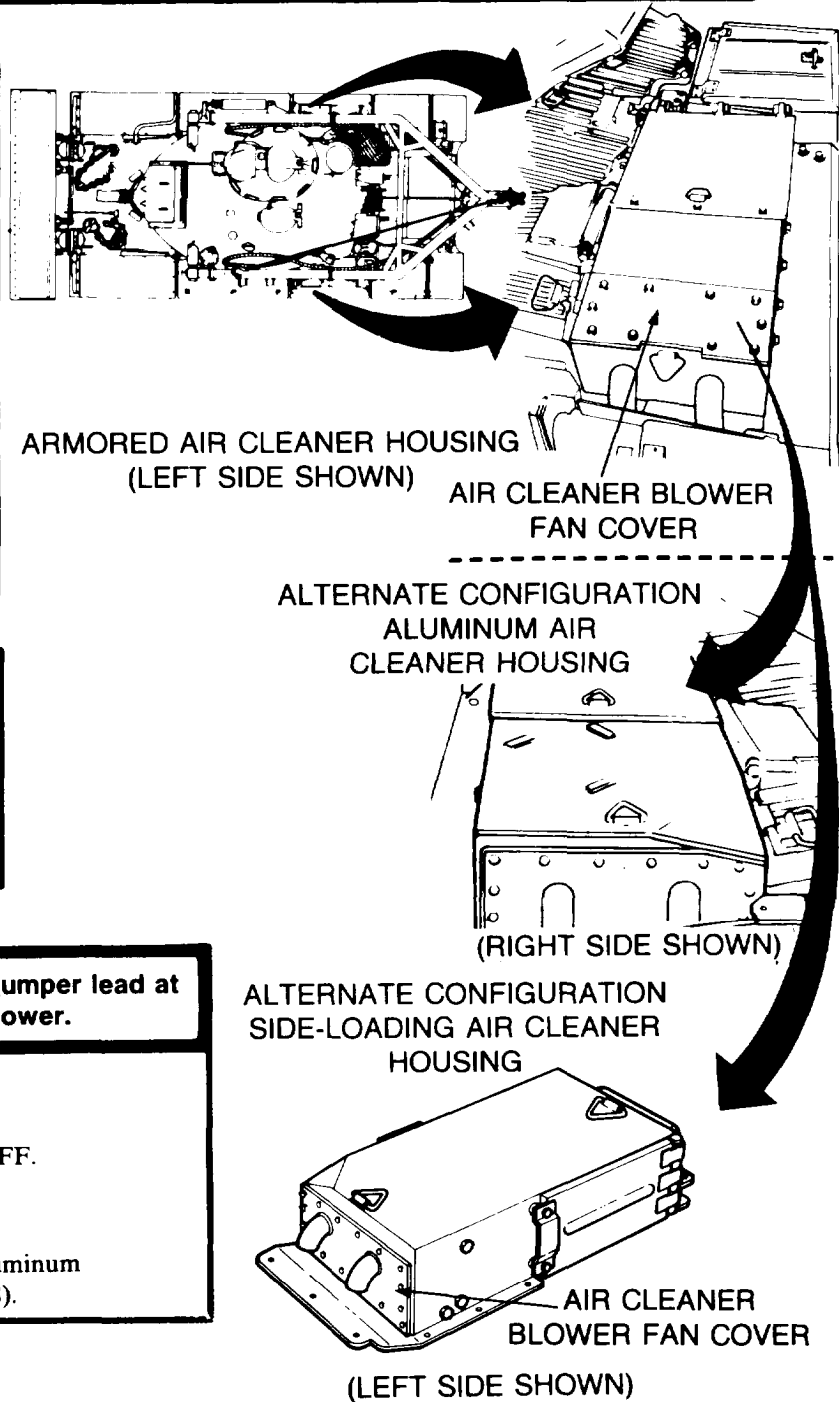 ARMORED AIR CLEANER HOUSING
(LEFT SIDE SHOWN)
AIR CLEANER BLOWER
FAN COVER
ALTERNATE CONFIGURATION
ALUMINUM AIR
CLEANER HOUSING
(RIGHT SIDE SHOWN)
umper lead at
ower.
FF.
uminum
).
ALTERNATE CONFIGURATION
SIDE-LOADING AIR CLEANER
HOUSING
AIR CLEANER
BLOWER FAN COVER
(LEFT SIDE SHOWN)